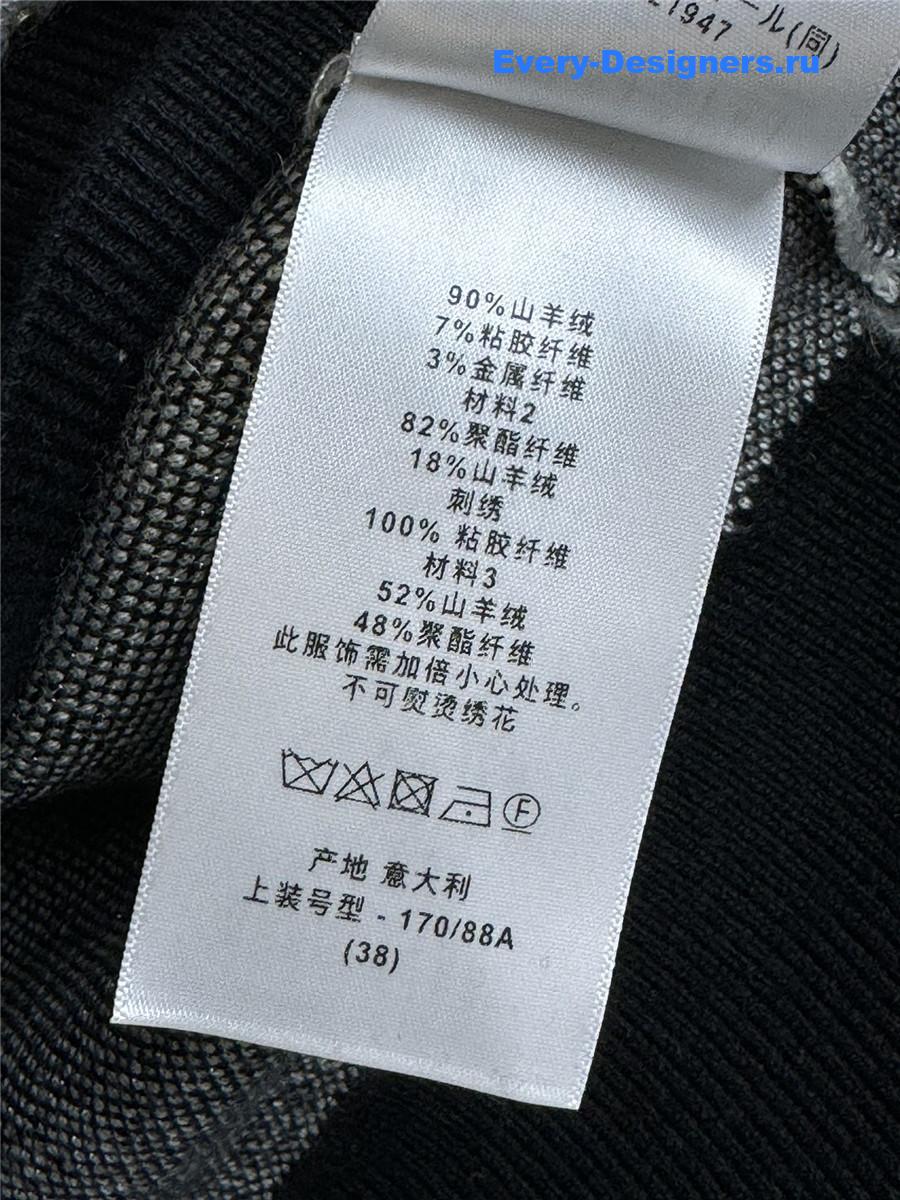 ール(同)
1947
Every-Designers.ru
90%山羊绒
7%粘胶纤维
3%金属纤维
材料2
82%聚酯纤维
18%山羊绒
刺绣
100% 粘胶纤维
材料3
52%山羊绒
48%聚酯纤维
此服饰需加倍小心处理。
不可熨烫绣花
F
产地 意大利
上装号型 - 170/88A
(38)